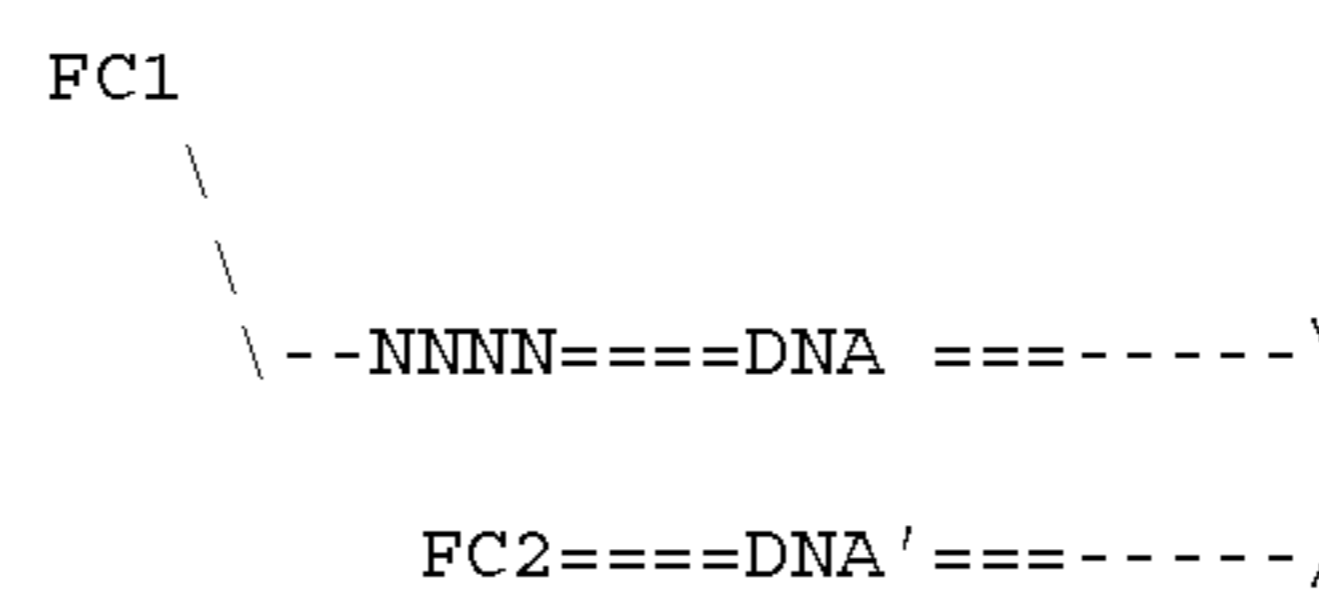 FC1
\
\
\--NNNN====DNA ===-----\
FC2====DNA'===-----/